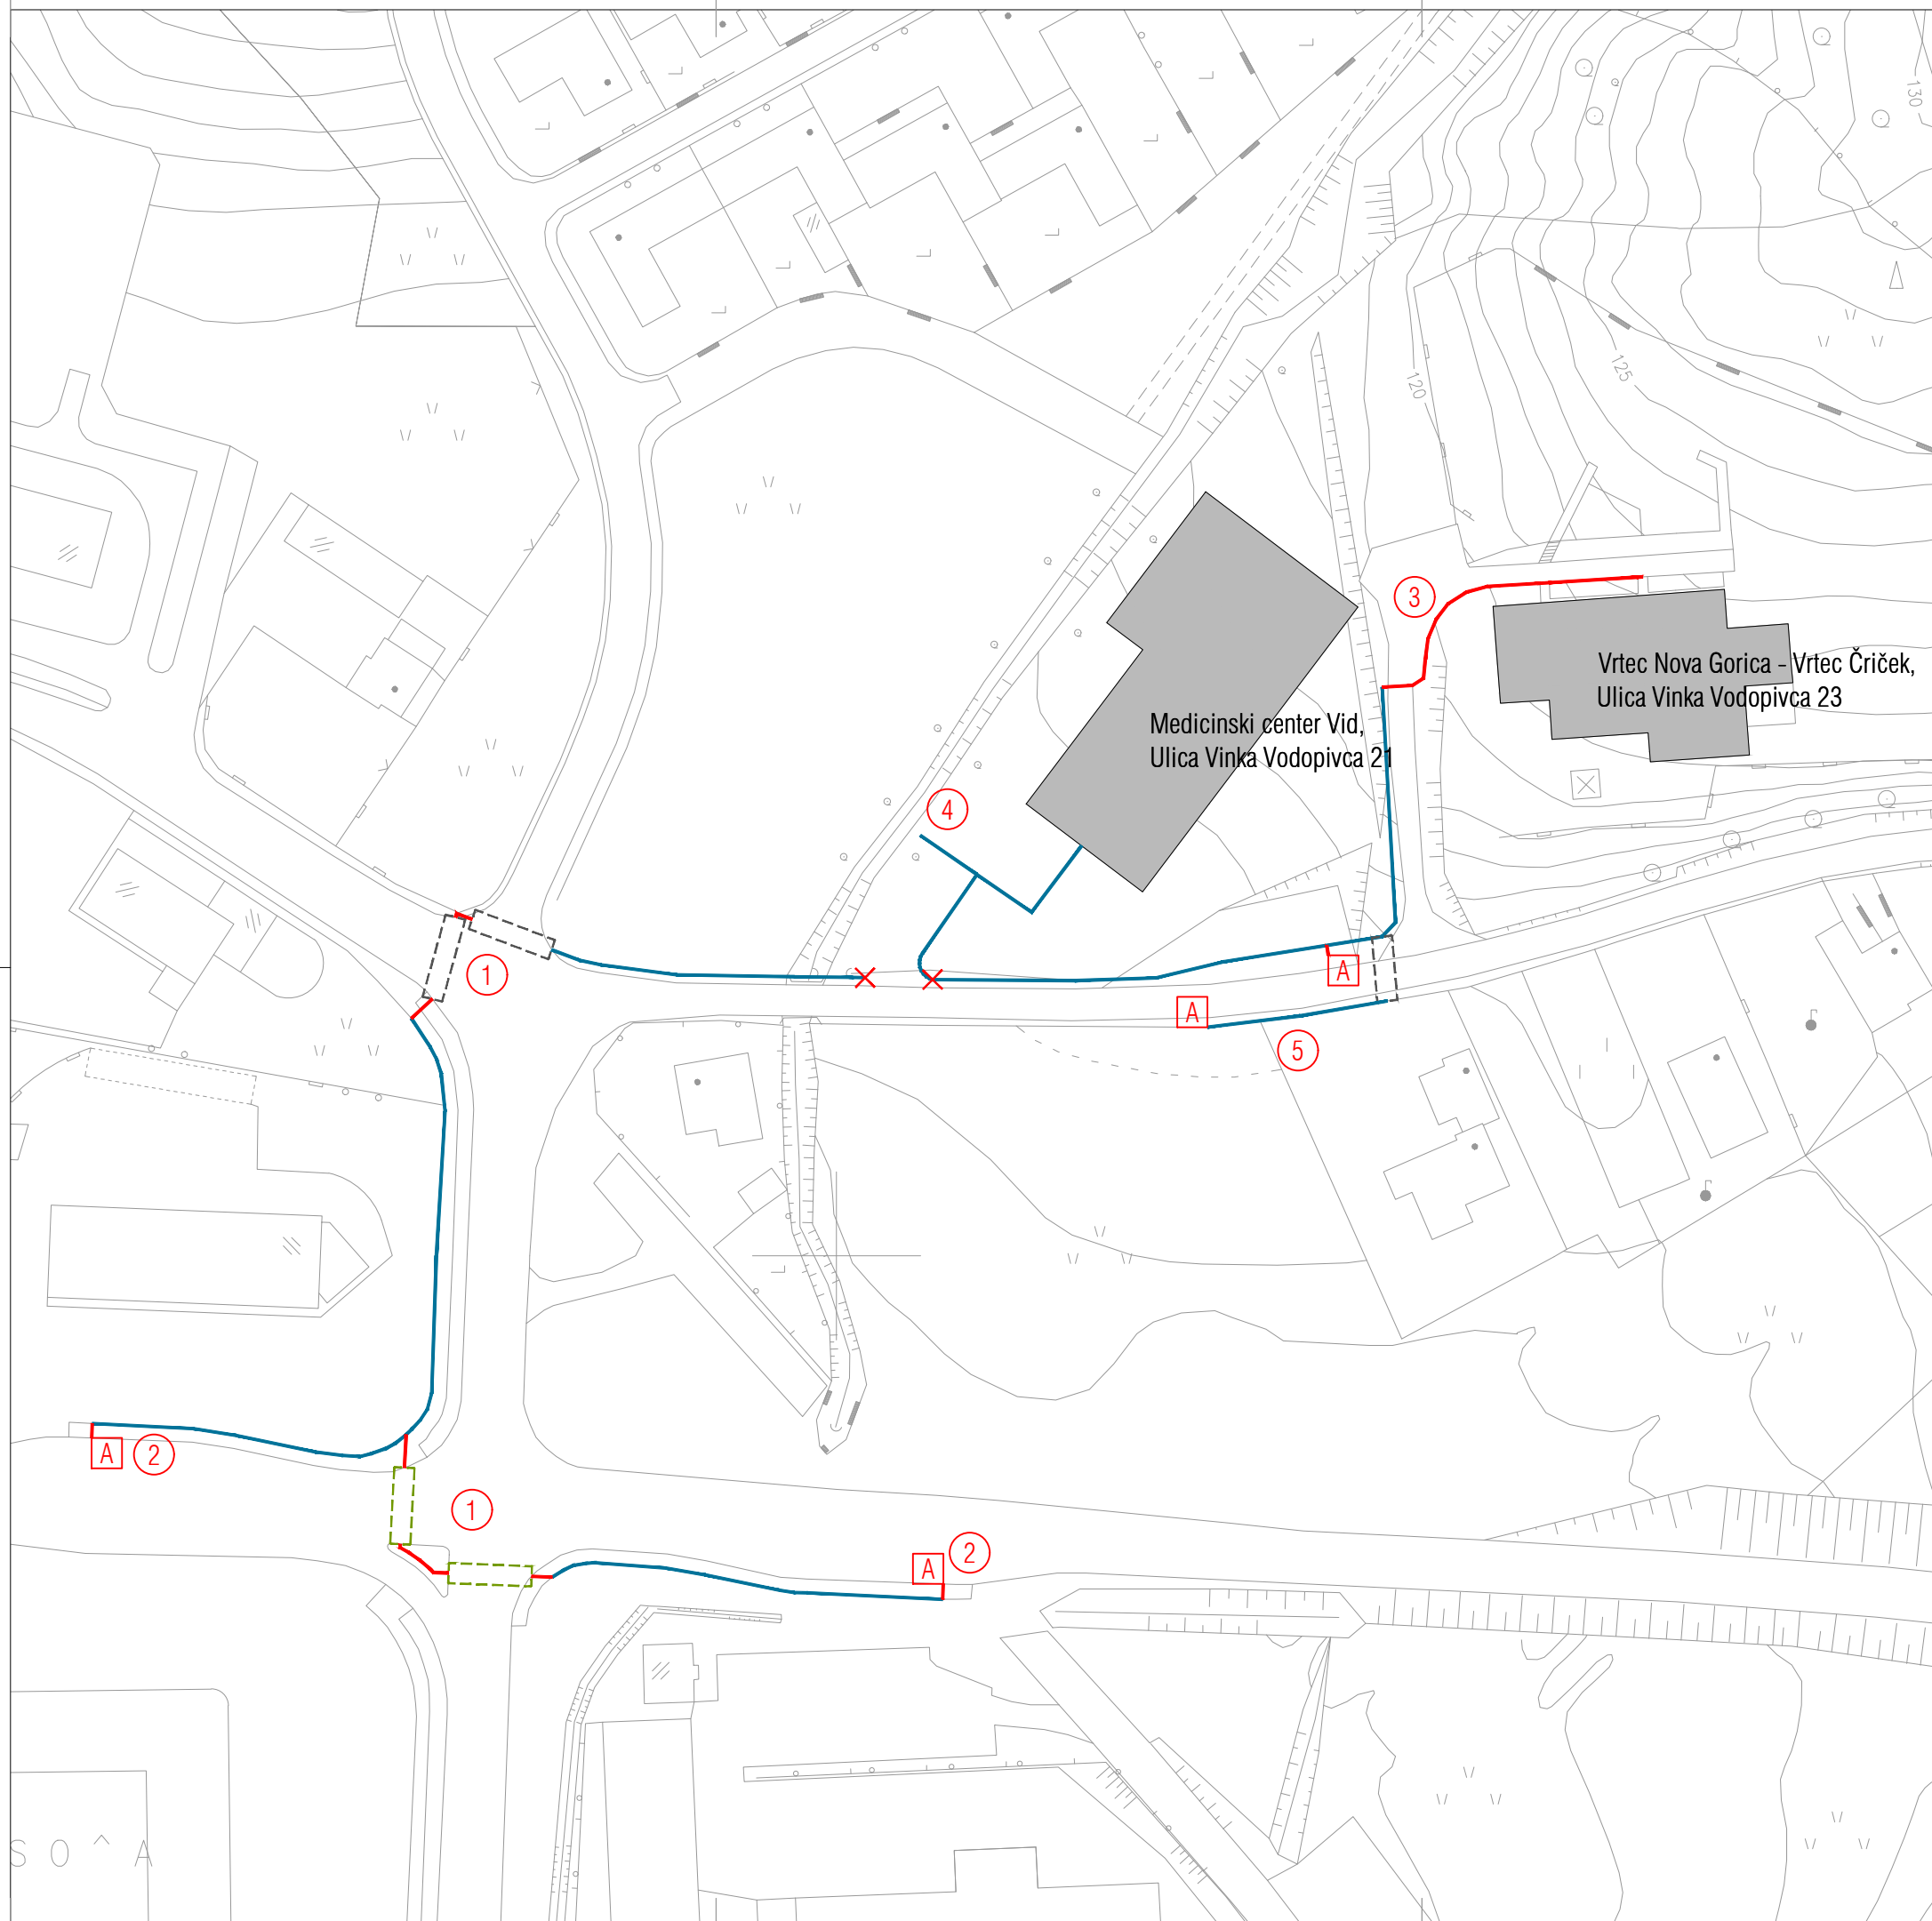 130
120
125
3
Vrtec Nova Gorica - Vrtec Čriček,
Ulica Vinka Vodopivca 23
Medicinski center Vid,
Ulica Vinka Vodopivca 21
4
1
A
A
5
A
2
1
A
2
SO^A